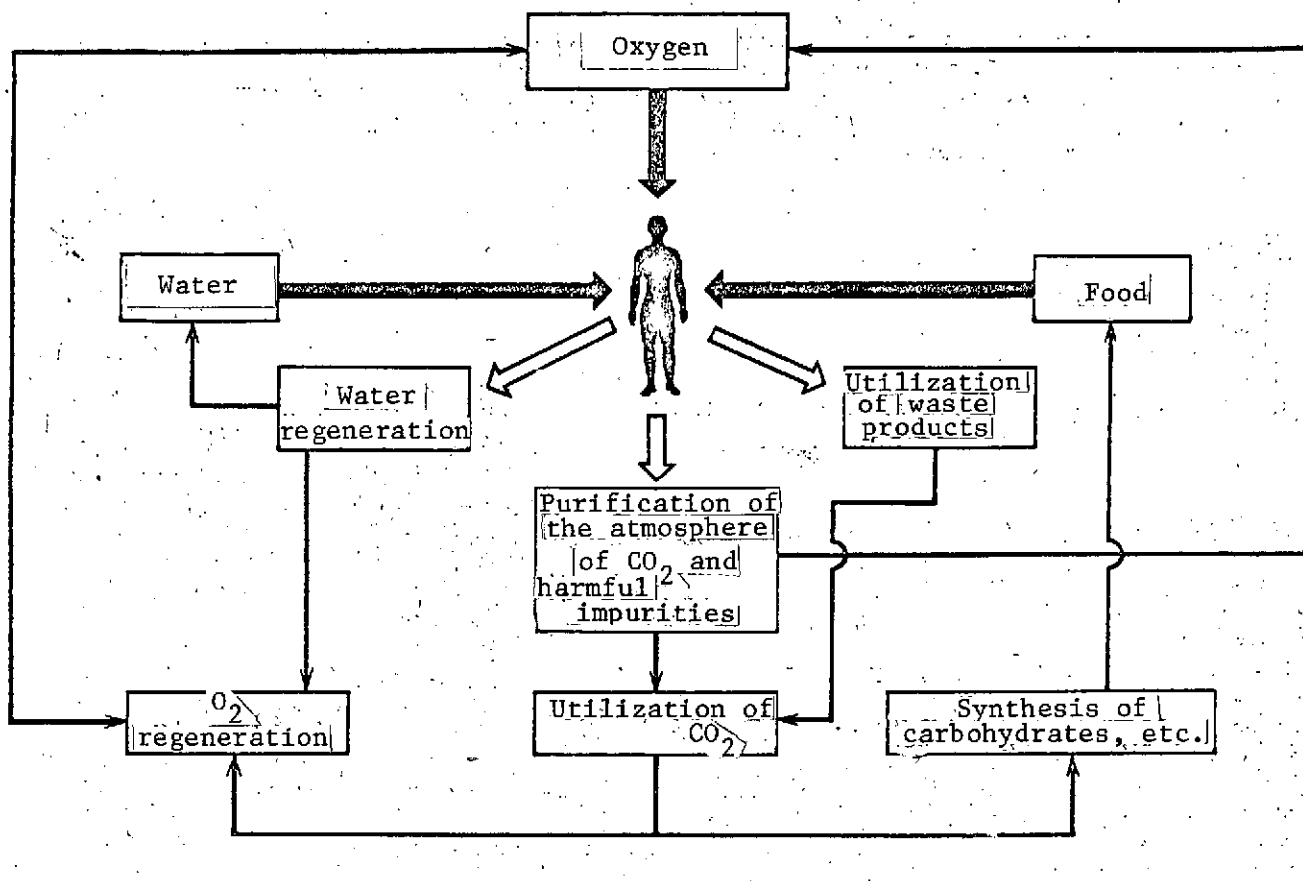 Oxygen
Water
Food
Water
regeneration
Utilization
of waste
products
Purification of
the atmosphere
of CO₂ and
harmful
impurities
O₂
regeneration
Utilization of
CO₂
Synthesis of
carbohydrates, etc.